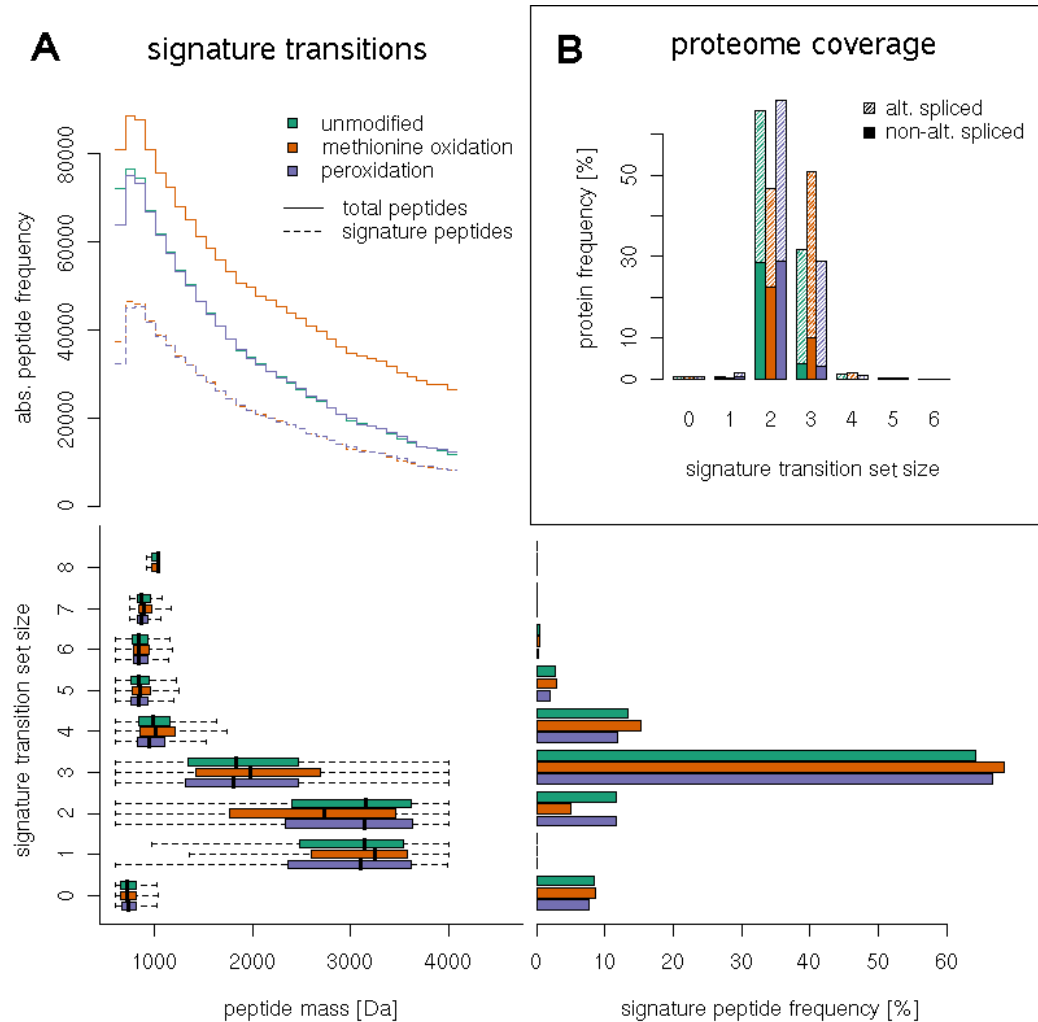 A
signature transitions
unmodified
methionine oxidation
peroxidation
total peptides
signature peptides
abs. peptide frequency
80000
60000
40000
20000
0
B
proteome coverage
alt. spliced
non-alt. spliced
protein frequency [%]
50
30
10
0
0 1 2 3 4 5 6
signature transition set size
signature transition set size
8
7
6
5
4
3
2
1
0
1000 2000 3000 4000
peptide mass [Da]
0 10 20 30 40 50 60
signature peptide frequency [%]